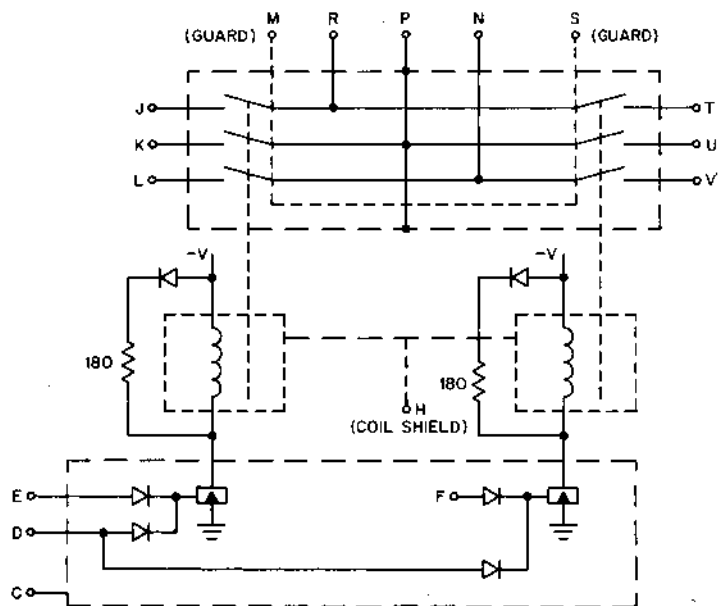 M R P N S
(GUARD) (GUARD)
J T
K U
L V
-V -V
180 180
H
(COIL SHIELD)
E F
D
C